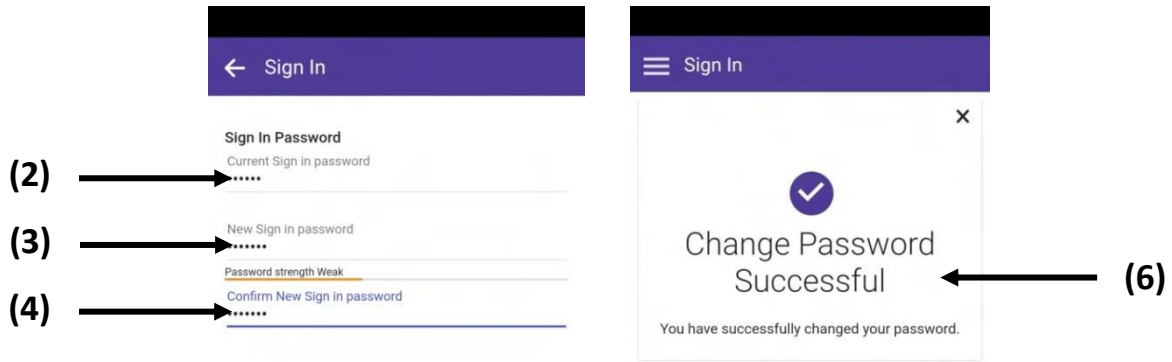 Sign In
Sign In Password
Current Sign in password
(2)
•••••
New Sign in password
(3)
•••••••
Password strength Weak
Confirm New Sign in password
(4)
•••••••
Sign In
×
Change Password
Successful
(6)
You have successfully changed your password.